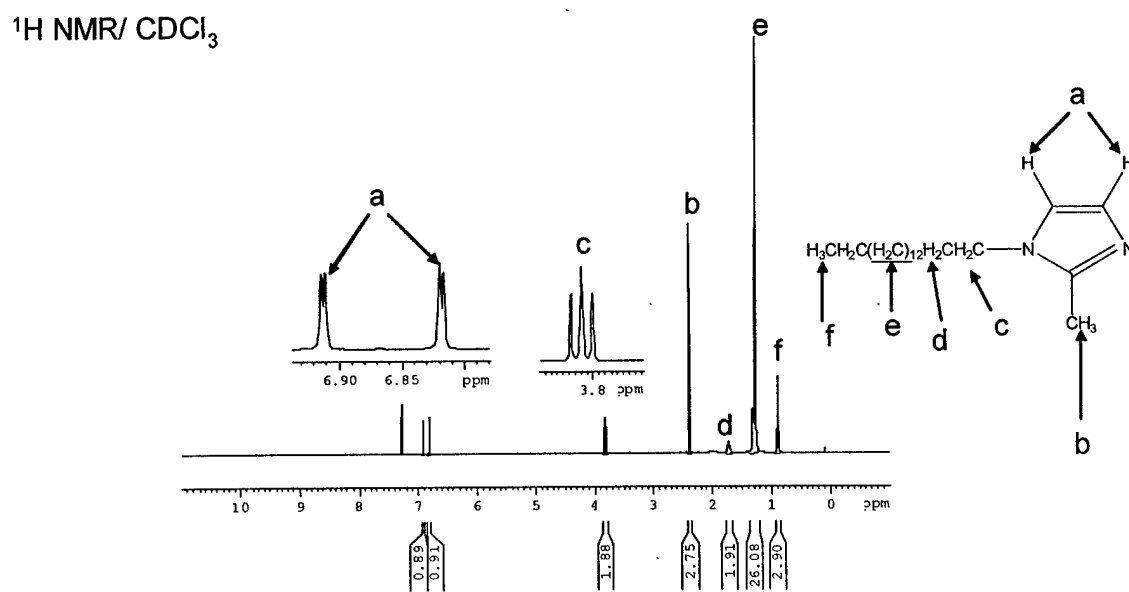 ¹H NMR/ CDCl₃
e
a
a
b
c
H
H
H₃CH₂C(H₂C)₁₂H₂CH₂C
N
N
f
e
d
c
CH₃
b
6.90 6.85 ppm
3.8 ppm
d
f
10 9 8 7 6 5 4 3 2 1 0 ppm
0.89 0.91 1.88 2.75 1.91 26.08 2.90